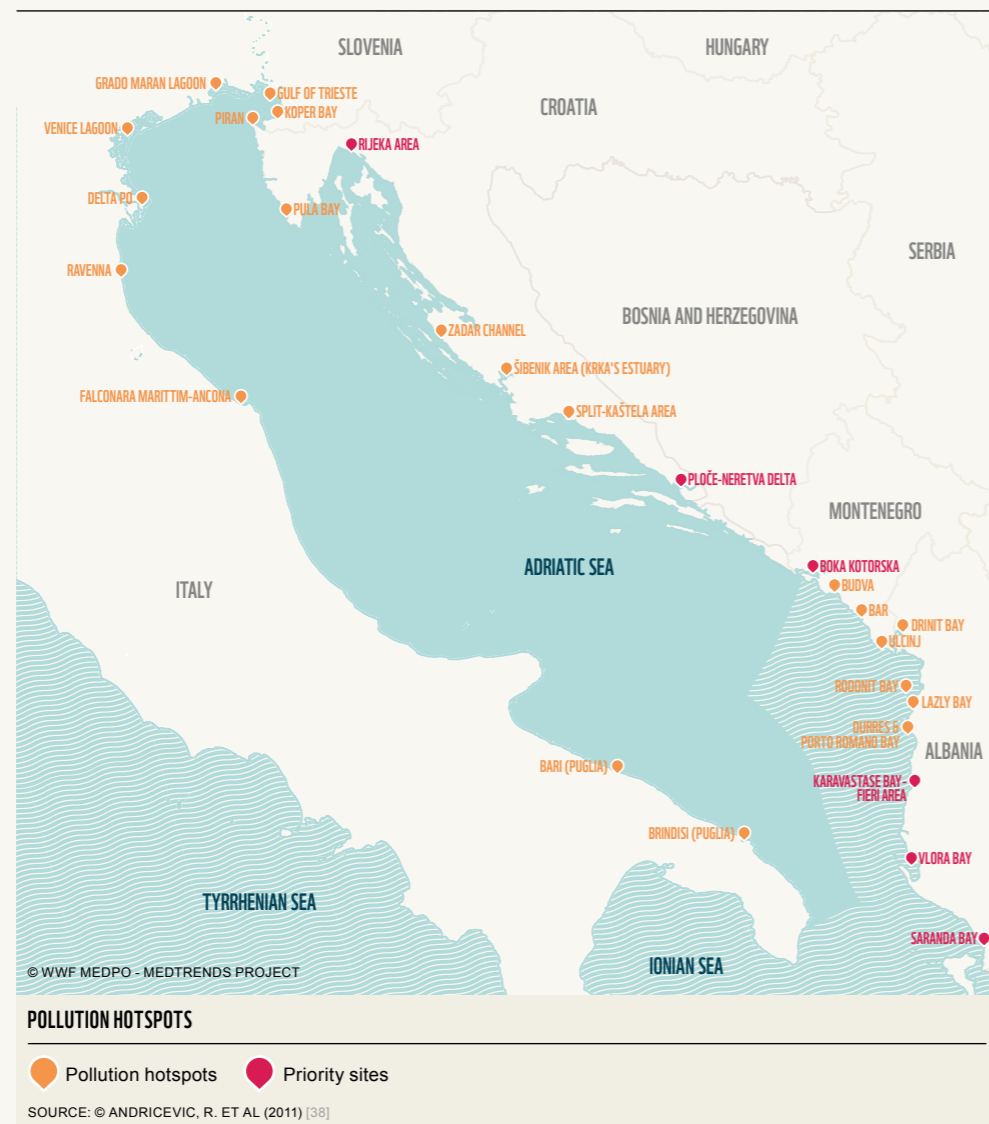 SLOVENIA
HUNGARY
GRADO MARAN LAGOON
GULF OF TRIESTE
KOPER BAY
CROATIA
PIRAN
VENICE LAGOON
RIJEKA AREA
DELTA PO
PULA BAY
SERBIA
RAVENNA
BOSNIA AND HERZEGOVINA
ZADAR CHANNEL
ŠIBENIK AREA (KRKA'S ESTUARY)
FALCONARA MARITTIM-ANCONA
SPLIT-KAŠTELA AREA
PLOČE-NERETVA DELTA
MONTENEGRO
ADRIATIC SEA
BOKA KOTORSKA
ITALY
BUDVA
BAR
DRINIT BAY
ULCINJ
RODONIT BAY
LAZLY BAY
DURRES &
PORTO ROMANO BAY
ALBANIA
BARI (PUGLIA)
KARAVASTASE BAY-
FIERI AREA
BRINDISI (PUGLIA)
VLORA BAY
TYRRHENIAN SEA
SARANDA BAY
IONIAN SEA
© WWF MEDPO - MEDTRENDS PROJECT
POLLUTION HOTSPOTS
Pollution hotspots
Priority sites
SOURCE: © ANDRICEVIC, R. ET AL (2011) [38]